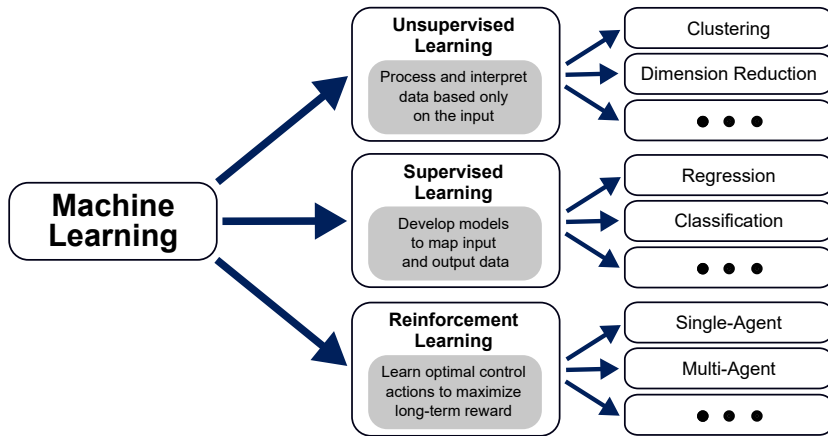 Machine
Learning
Unsupervised
Learning
Process and interpret
data based only
on the input
Clustering
Dimension Reduction
Supervised
Learning
Develop models
to map input
and output data
Regression
Classification
Reinforcement
Learning
Learn optimal control
actions to maximize
long-term reward
Single-Agent
Multi-Agent